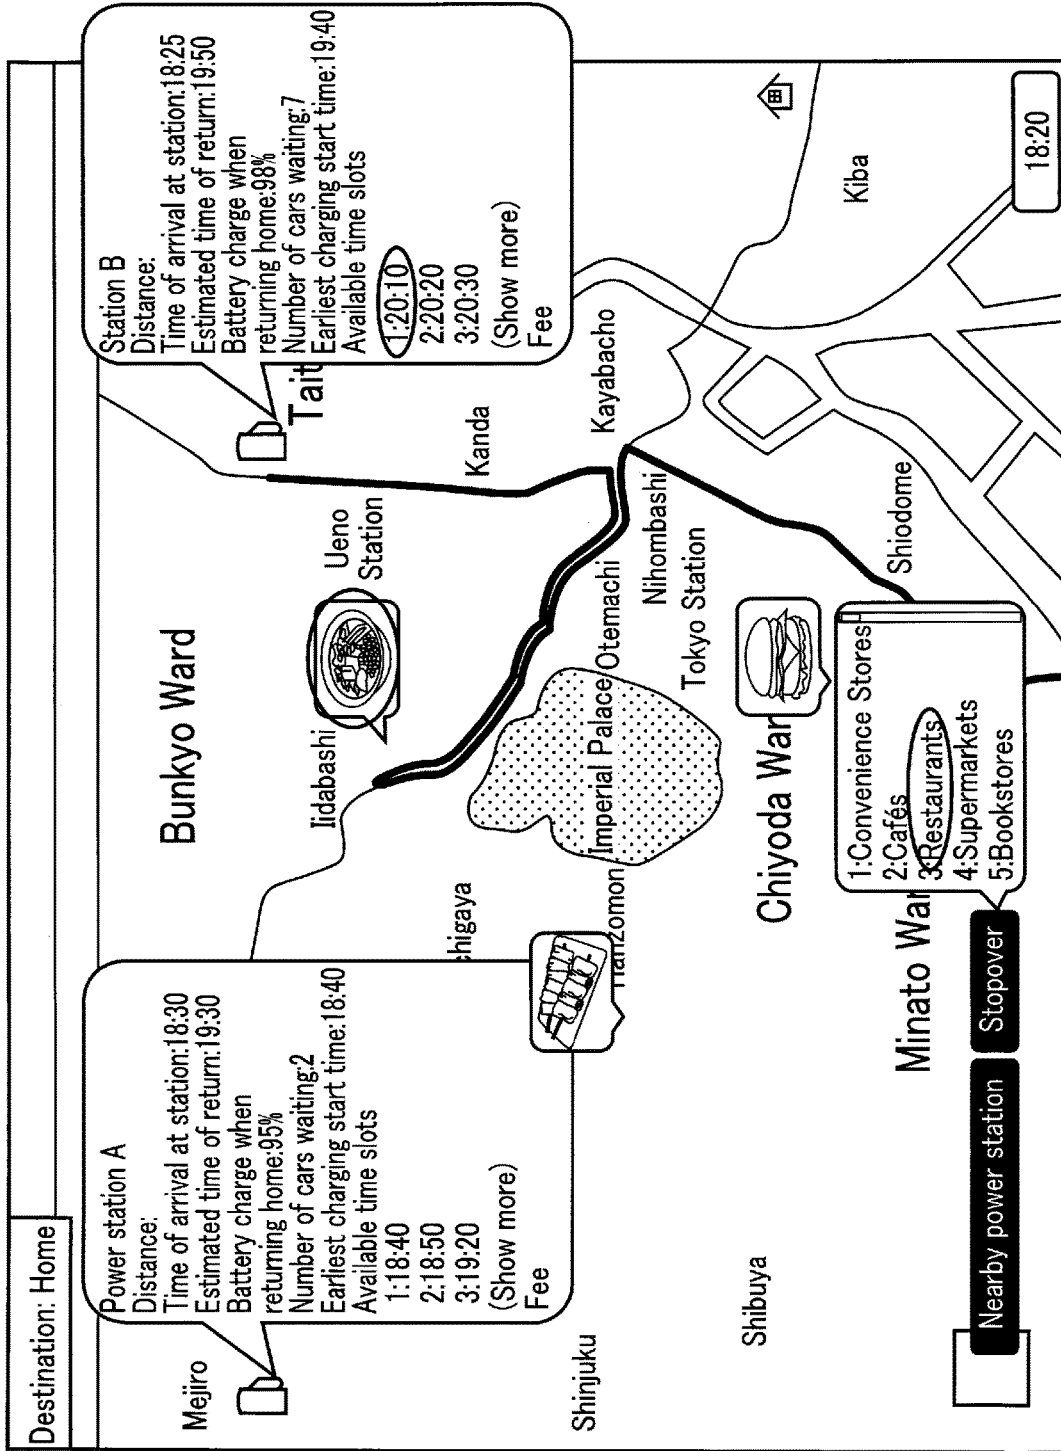 Destination: Home
Mejiro
Power station A
Distance:
Time of arrival at station:18:30
Estimated time of return:19:30
Battery charge when
returning home:95%
Number of cars waiting:2
Earliest charging start time:18:40
Available time slots
1:18:40
2:18:50
3:19:20
(Show more)
Fee
Bunkyo Ward
Station B
Distance:
Time of arrival at station:18:25
Estimated time of return:19:50
Battery charge when
returning home:98%
Number of cars waiting:7
Earliest charging start time:19:40
Available time slots
1:20:10
2:20:20
3:20:30
(Show more)
Fee
Tait
Iidabashi
Ueno
Station
Kanda
chigaya
Shinjuku
Hanzomon
Imperial Palace
Otemachi
Kayabacho
Nihombashi
Tokyo Station
Shibuya
Chiyoda War
Kiba
Minato War
Shiodome
1:Convenience Stores
2:Cafés
3:Restaurants
4:Supermarkets
5:Bookstores
Nearby power station
Stopover
18:20